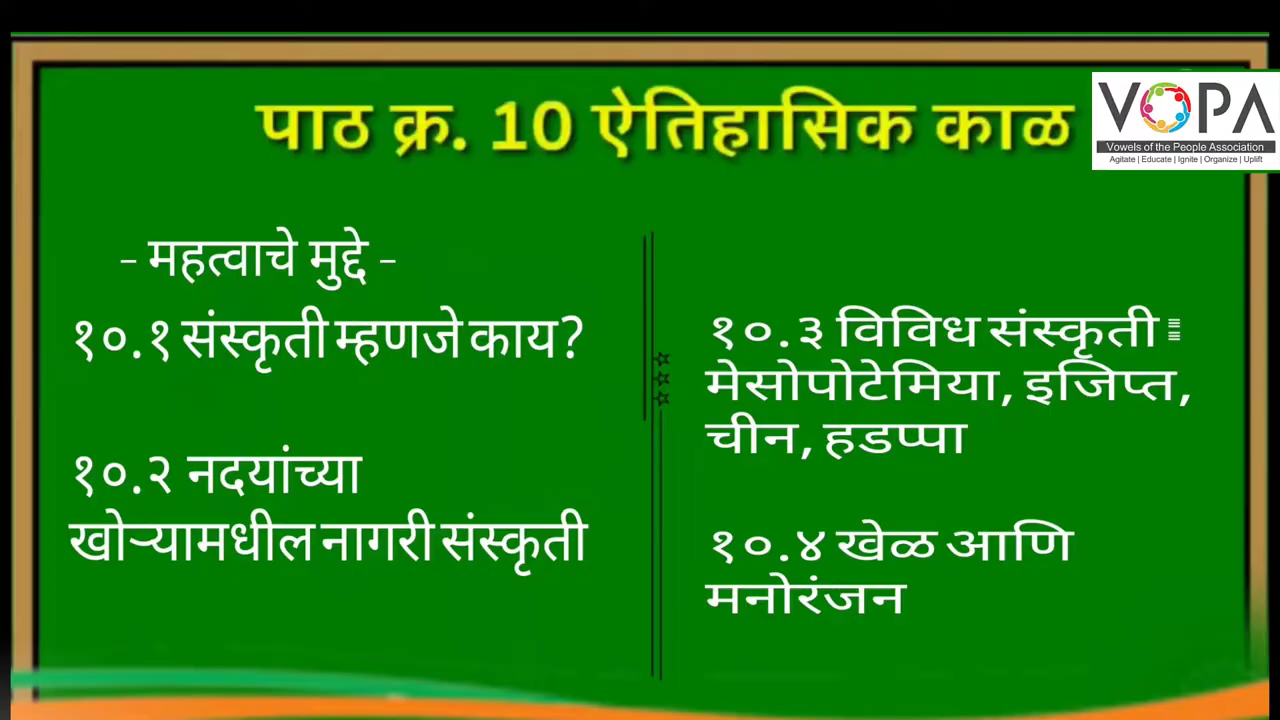 पाठ क्र. 10 ऐतिहासिक काळ
VOPA
Vowels of the People Association
Agitate | Educate | Ignite | Organize | Uplift
- महत्वाचे मुद्दे -
१०.१ संस्कृती म्हणजे काय?
१०.२ नदयांच्या
खोऱ्यामधील नागरी संस्कृती
१०.३ विविध संस्कृती
मेसोपोटेमिया, इजिप्त,
चीन, हडप्पा
१०.४ खेळ आणि
मनोरंजन